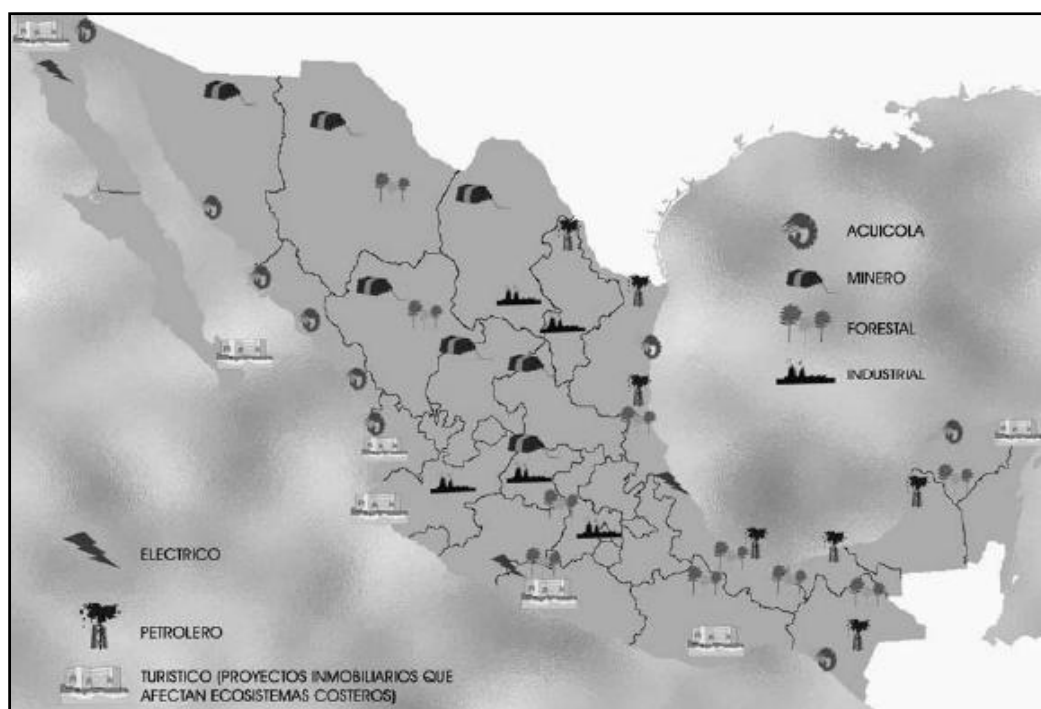 ACUICOLA
MINERO
FORESTAL
INDUSTRIAL
ELECTRICO
PETROLERO
TURISTICO (PROYECTOS INMOBILIARIOS QUE
AFECTAN ECOSISTEMAS COSTEROS)